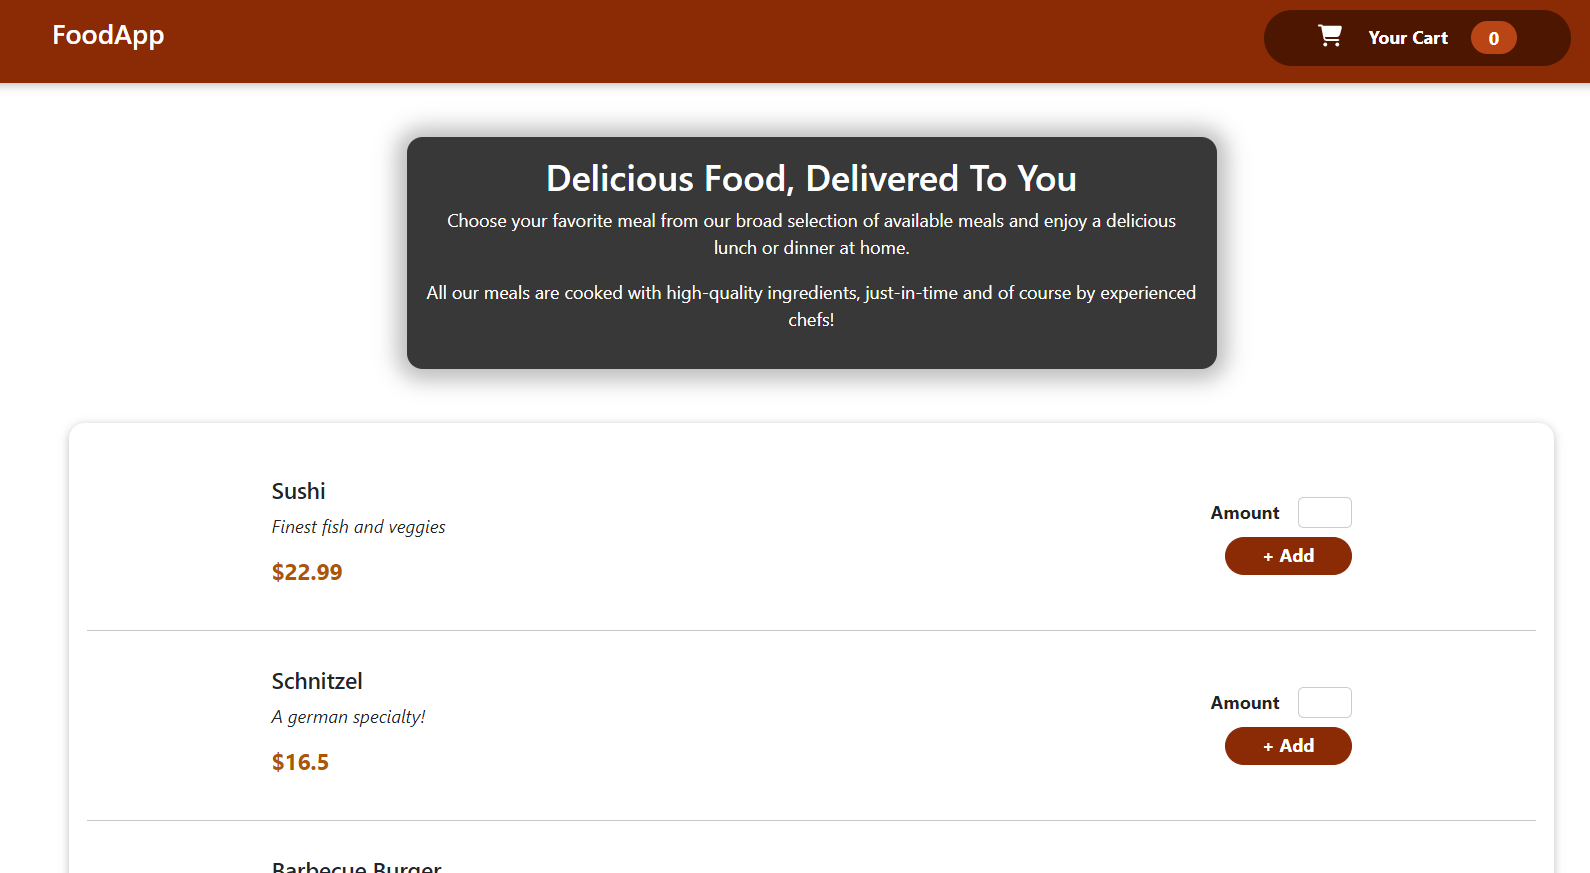 FoodApp
Your Cart 0
Delicious Food, Delivered To You
Choose your favorite meal from our broad selection of available meals and enjoy a delicious
lunch or dinner at home.
All our meals are cooked with high-quality ingredients, just-in-time and of course by experienced
chefs!
Sushi
Finest fish and veggies
$22.99
Amount
+ Add
Schnitzel
A german specialty!
$16.5
Amount
+ Add
Barbecue Burger